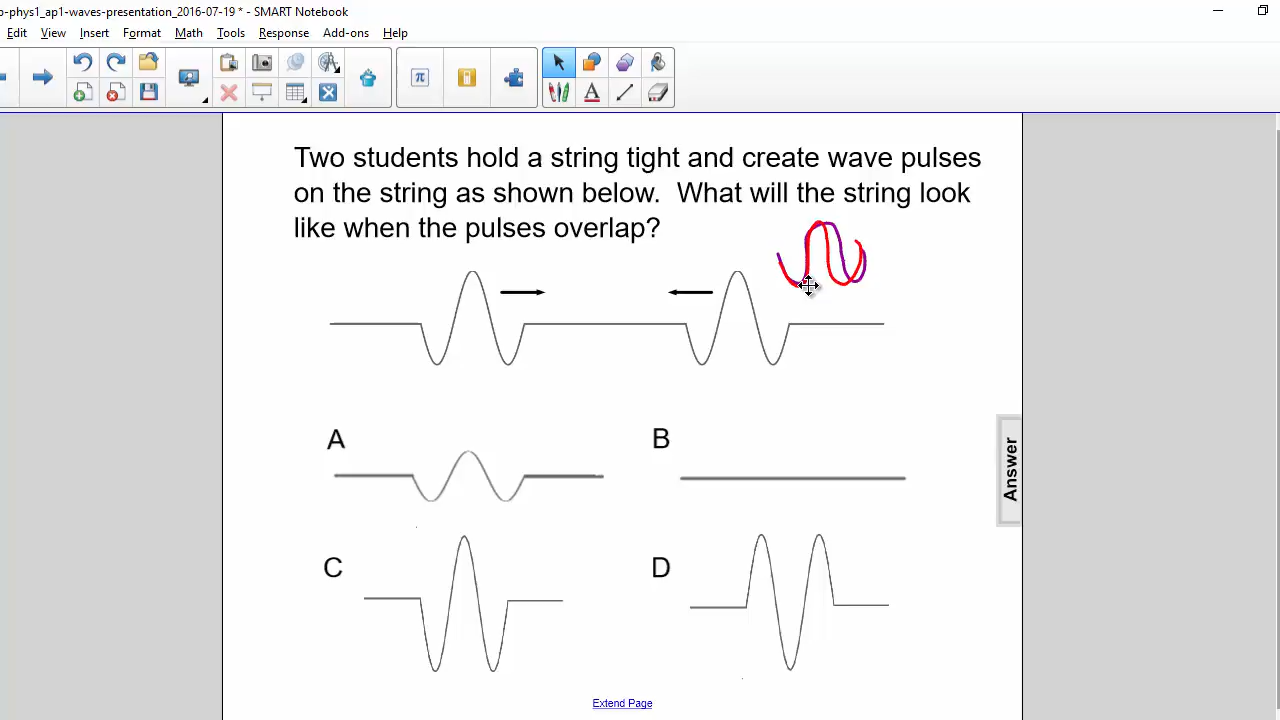 o-phys1_ap1-waves-presentation_2016-07-19 * - SMART Notebook
Edit View Insert Format Math Tools Response Add-ons Help
π
A
Two students hold a string tight and create wave pulses
on the string as shown below. What will the string look
like when the pulses overlap?
A
B
C
D
Answer
Extend Page